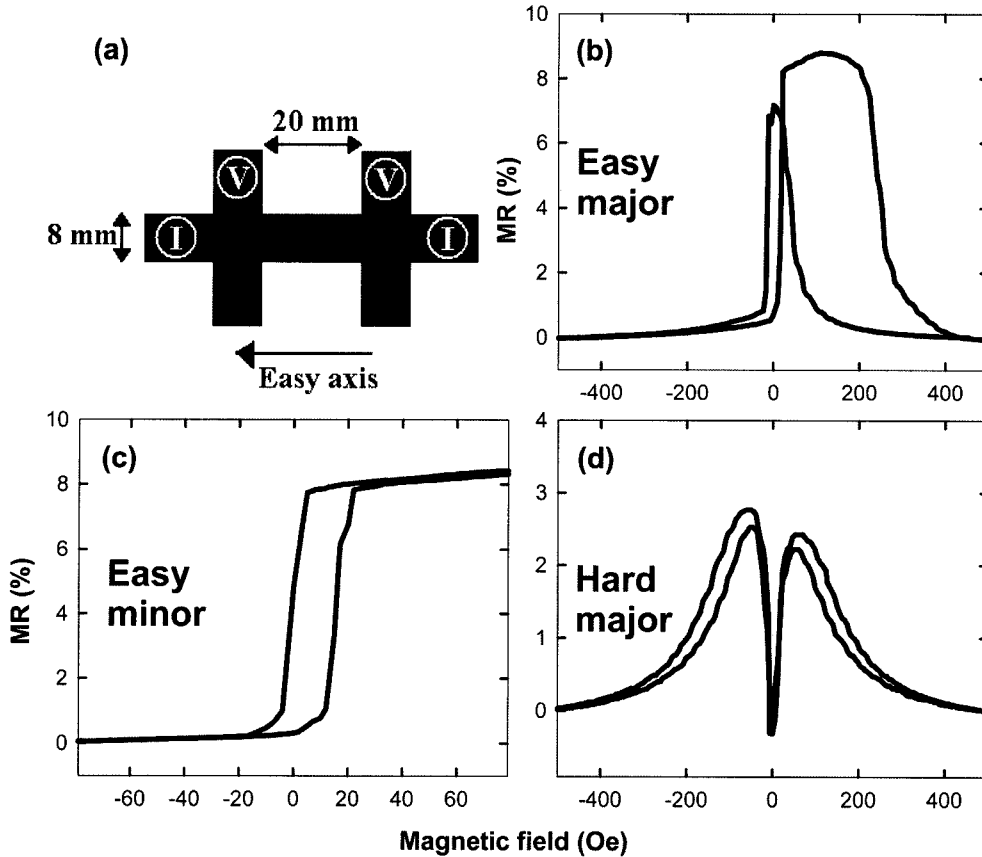 (a)
20 mm
V V
8 mm
I I
Easy axis
(b)
MR (%)
10
8
6
4
2
0
Easy
major
-400 -200 0 200 400
(c)
MR (%)
10
8
6
4
2
0
Easy
minor
-60 -40 -20 0 20 40 60
(d)
4
3
2
1
0
Hard
major
-400 -200 0 200 400
Magnetic field (Oe)